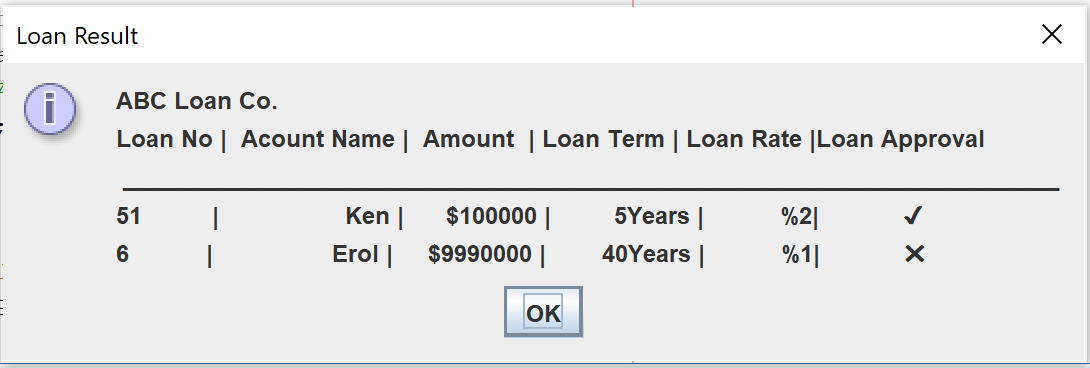 Loan Result
ABC Loan Co.
Loan No | Acount Name | Amount | Loan Term | Loan Rate |Loan Approval
51 | Ken | $100000 | 5Years | %2| ✔
6 | Erol | $9990000 | 40Years | %1| ✕
OK